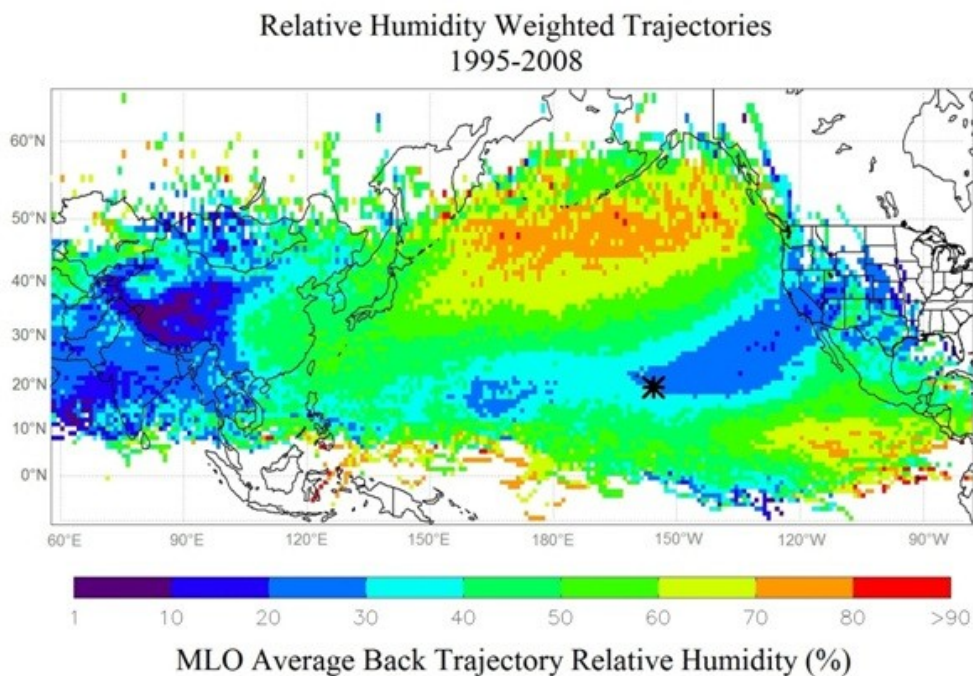 Relative Humidity Weighted Trajectories
1995-2008
60°N
50°N
40°N
30°N
20°N
10°N
0°N
60°E 90°E 120°E 150°E 180°E 150°W 120°W 90°W
1 10 20 30 40 50 60 70 80 >90
MLO Average Back Trajectory Relative Humidity (%)